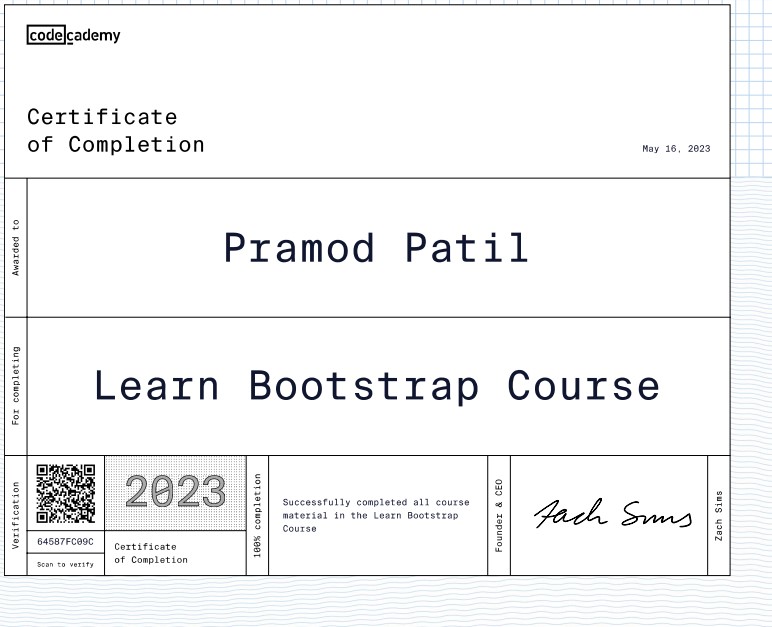 codecademy
Certificate
of Completion
May 16, 2023
Awarded to
Pramod Patil
For completing
Learn Bootstrap Course
Verification
64587FC09C
Scan to verify
2023
Certificate
of Completion
100% completion
Successfully completed all course
material in the Learn Bootstrap
Course
Founder & CEO
Zach Sims
Zach Sims